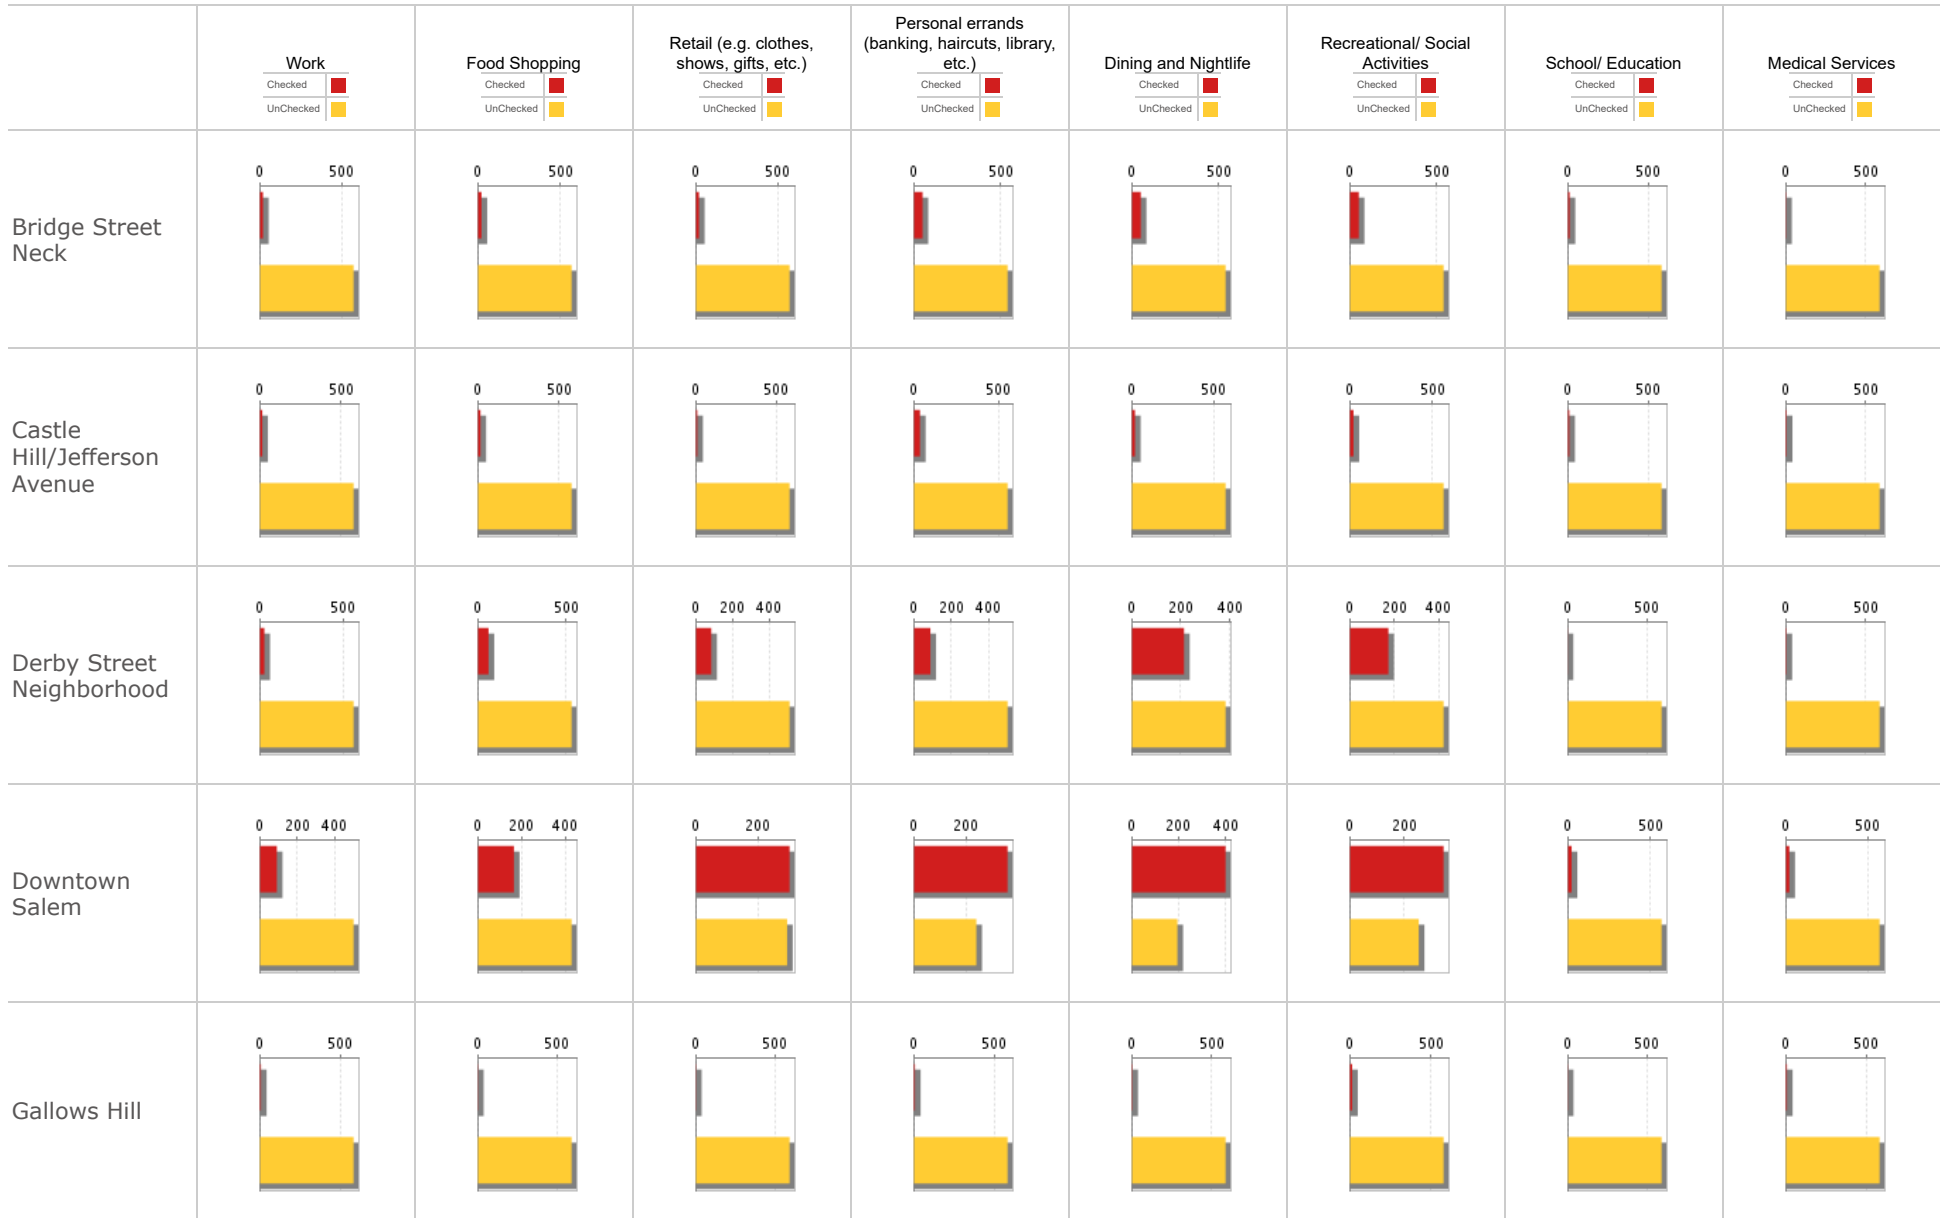 Work
Food Shopping
Retail (e.g. clothes,
shows, gifts, etc.)
Personal errands
(banking, haircuts, library,
etc.)
Dining and Nightlife
Recreational/ Social
Activities
School/ Education
Medical Services
Checked
Checked
Checked
Checked
Checked
Checked
Checked
Checked
UnChecked
UnChecked
UnChecked
UnChecked
UnChecked
UnChecked
UnChecked
UnChecked
0 500
0 500
0 500
0 500
0 500
0 500
0 500
0 500
Bridge Street
Neck
0 500
0 500
0 500
0 500
0 500
0 500
0 500
0 500
Castle
Hill/Jefferson
Avenue
0 500
0 500
0 200 400
0 200 400
0 200 400
0 200 400
0 500
0 500
Derby Street
Neighborhood
0 200 400
0 200 400
0 200
0 200
0 200 400
0 200
0 500
0 500
Downtown
Salem
0 500
0 500
0 500
0 500
0 500
0 500
0 500
0 500
Gallows Hill